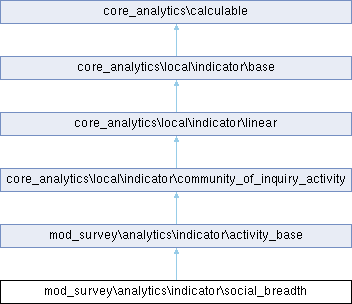 core_analytics\calculable
core_analytics\local\indicator\base
core_analytics\local\indicator\linear
core_analytics\local\indicator\community_of_inquiry_activity
mod_survey\analytics\indicator\activity_base
mod_survey\analytics\indicator\social_breadth